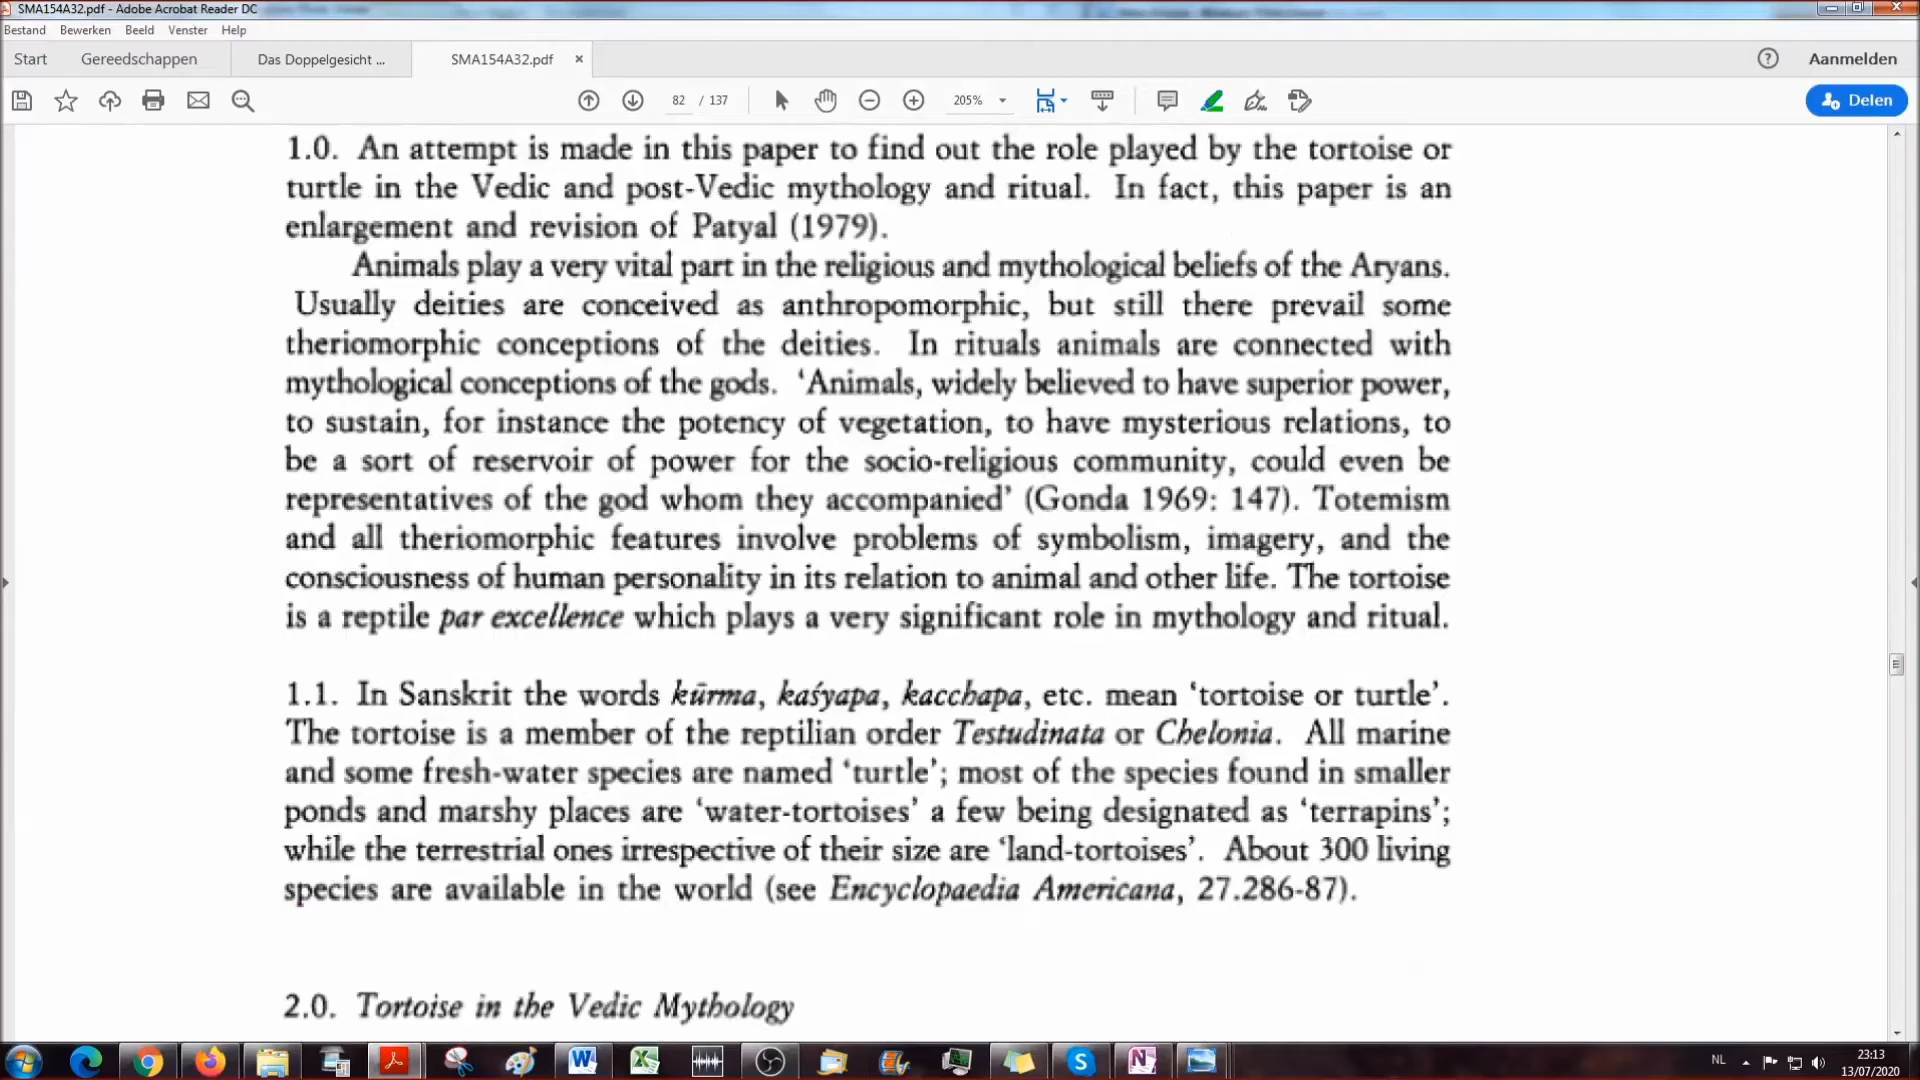 SMA154A32.pdf - Adobe Acrobat Reader DC
Bestand Bewerken Beeld Venster Help
Start Gereedschappen Das Doppelgesicht ... SMA154A32.pdf × ? Aanmelden
82 / 137 205% Delen
1.0. An attempt is made in this paper to find out the role played by the tortoise or
turtle in the Vedic and post-Vedic mythology and ritual. In fact, this paper is an
enlargement and revision of Patyal (1979).
Animals play a very vital part in the religious and mythological beliefs of the Aryans.
Usually deities are conceived as anthropomorphic, but still there prevail some
theriomorphic conceptions of the deities. In rituals animals are connected with
mythological conceptions of the gods. ‘Animals, widely believed to have superior power,
to sustain, for instance the potency of vegetation, to have mysterious relations, to
be a sort of reservoir of power for the socio-religious community, could even be
representatives of the god whom they accompanied’ (Gonda 1969: 147). Totemism
and all theriomorphic features involve problems of symbolism, imagery, and the
consciousness of human personality in its relation to animal and other life. The tortoise
is a reptile par excellence which plays a very significant role in mythology and ritual.
1.1. In Sanskrit the words kūrma, kaśyapa, kacchapa, etc. mean ‘tortoise or turtle’.
The tortoise is a member of the reptilian order Testudinata or Chelonia. All marine
and some fresh-water species are named ‘turtle’; most of the species found in smaller
ponds and marshy places are ‘water-tortoises’ a few being designated as ‘terrapins’;
while the terrestrial ones irrespective of their size are ‘land-tortoises’. About 300 living
species are available in the world (see Encyclopaedia Americana, 27.286-87).
2.0. Tortoise in the Vedic Mythology
NL 23:13
13/07/2020